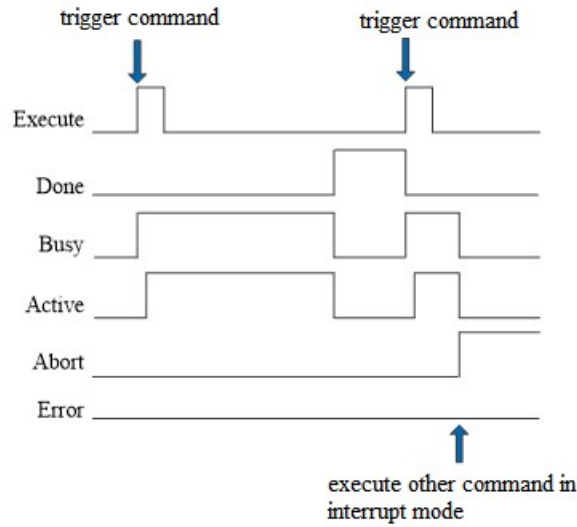 trigger command
trigger command
Execute
Done
Busy
Active
Abort
Error
execute other command in
interrupt mode